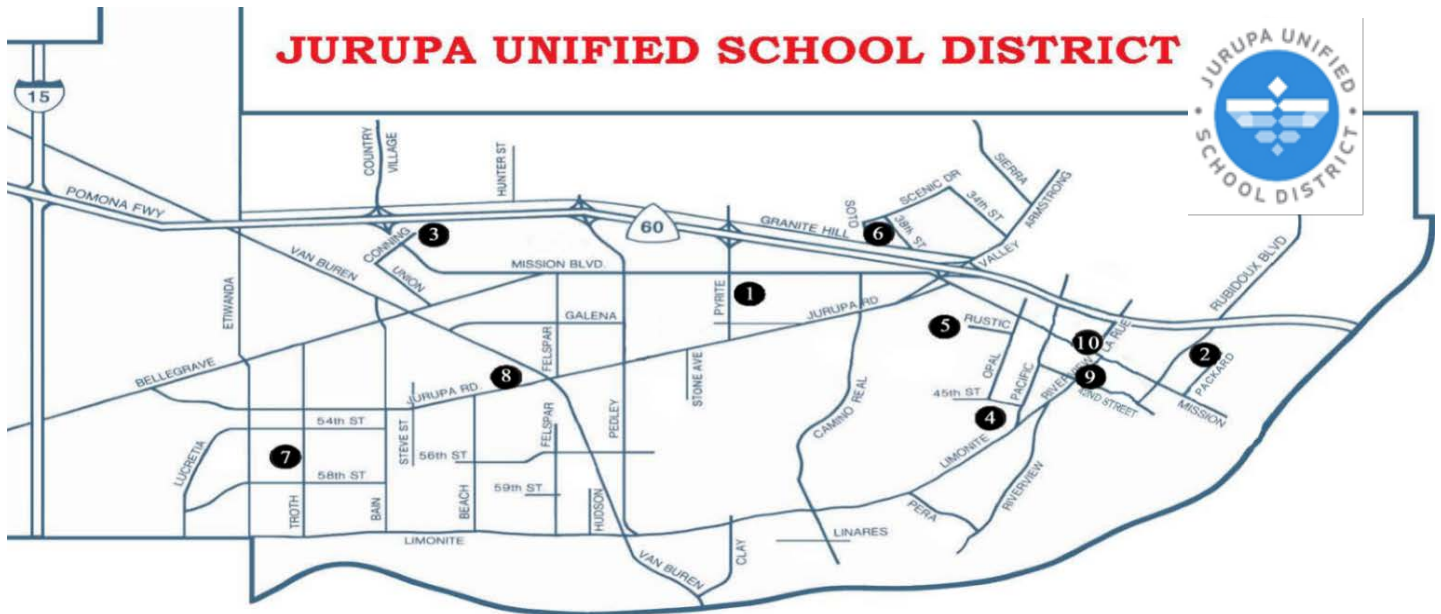 JURUPA UNIFIED SCHOOL DISTRICT
JURUPA UNIFIED
SCHOOL DISTRICT
15
POMONA FWY
COUNTRY
VILLAGE
HUNTER ST
60
GRANITE HILL
SOTO
SCENIC DR
38th ST
34th ST
SIERRA
ARMSTRONG
VALLEY
6
3
CONNING
UNION
VAN BUREN
MISSION BLVD.
ETIWANDA
1
PYRITE
JURUPA RD
GALENA
FELSPAR
5
RUSTIC
OPAL
PACIFIC
10
LA RUE
RUBIDOUX BLVD
2
PACKARD
9
RIVERVIEW
42ND STREET
MISSION
BELLEGRAVE
8
JURUPA RD.
STONE AVE
CAMINO REAL
45th ST
4
LIMONITE
54th ST
STEVE ST
FELSPAR
PEDLEY
LUCRETIA
7
56th ST
58th ST
59th ST
TROTH
BAIN
BEACH
HUDSON
PERA
RIVERVIEW
LIMONITE
LINARES
VAN BUREN
CLAY